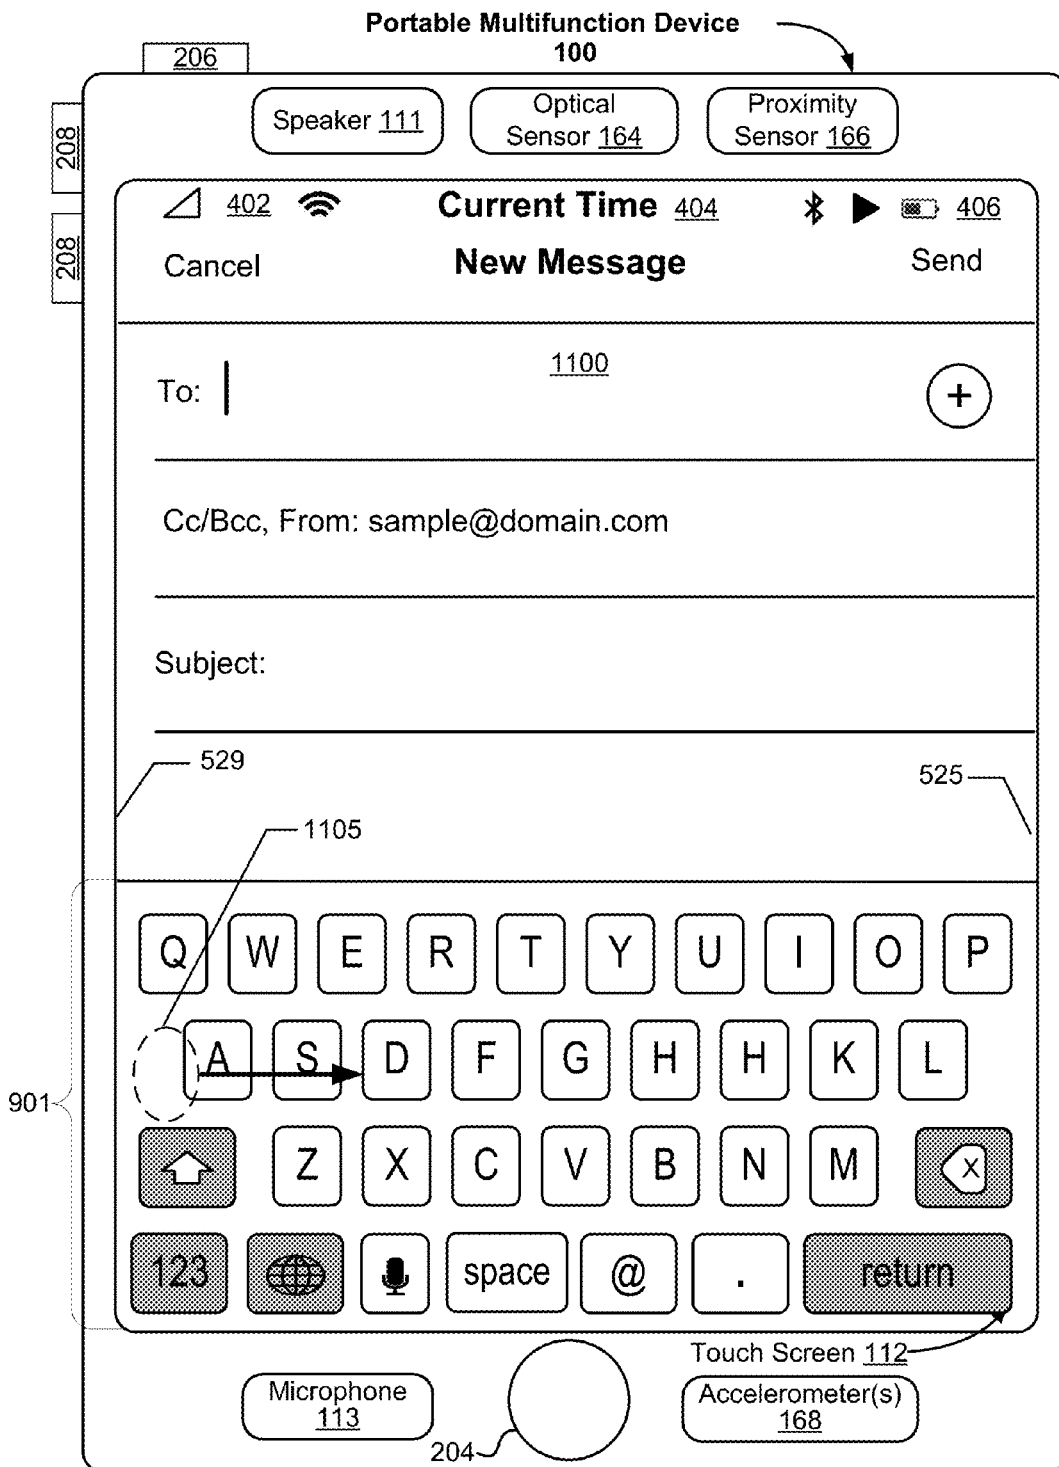 Portable Multifunction Device
100
206
208
208
Speaker 111
Optical
Sensor 164
Proximity
Sensor 166
402 Current Time 404 406
Cancel New Message Send
To: 1100 +
Cc/Bcc, From: sample@domain.com
Subject:
529
525
1105
901
Q W E R T Y U I O P
A S D F G H H K L
Z X C V B N M X
123 space @ . return
Touch Screen 112
Microphone
113
204
Accelerometer(s)
168